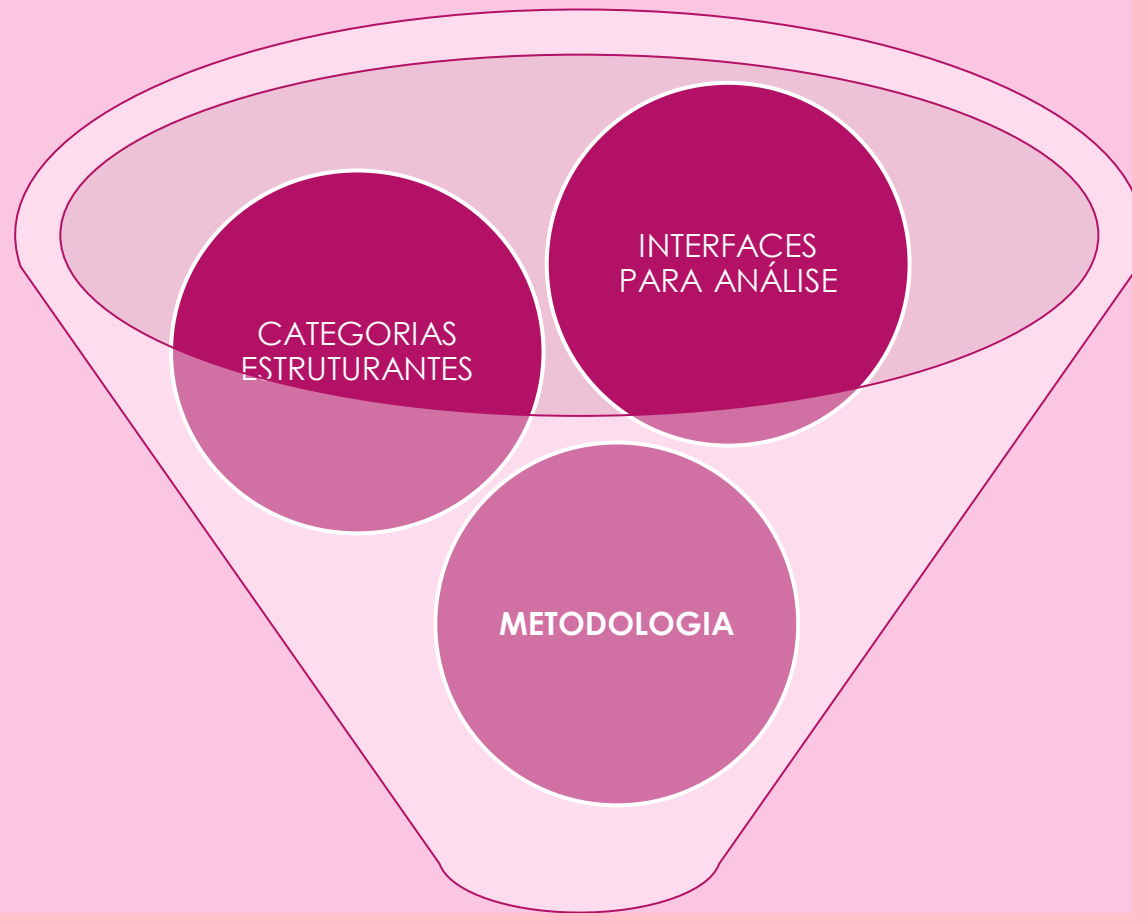 INTERFACES
PARA ANÁLISE
CATEGORIAS
ESTRUTURANTES
METODOLOGIA